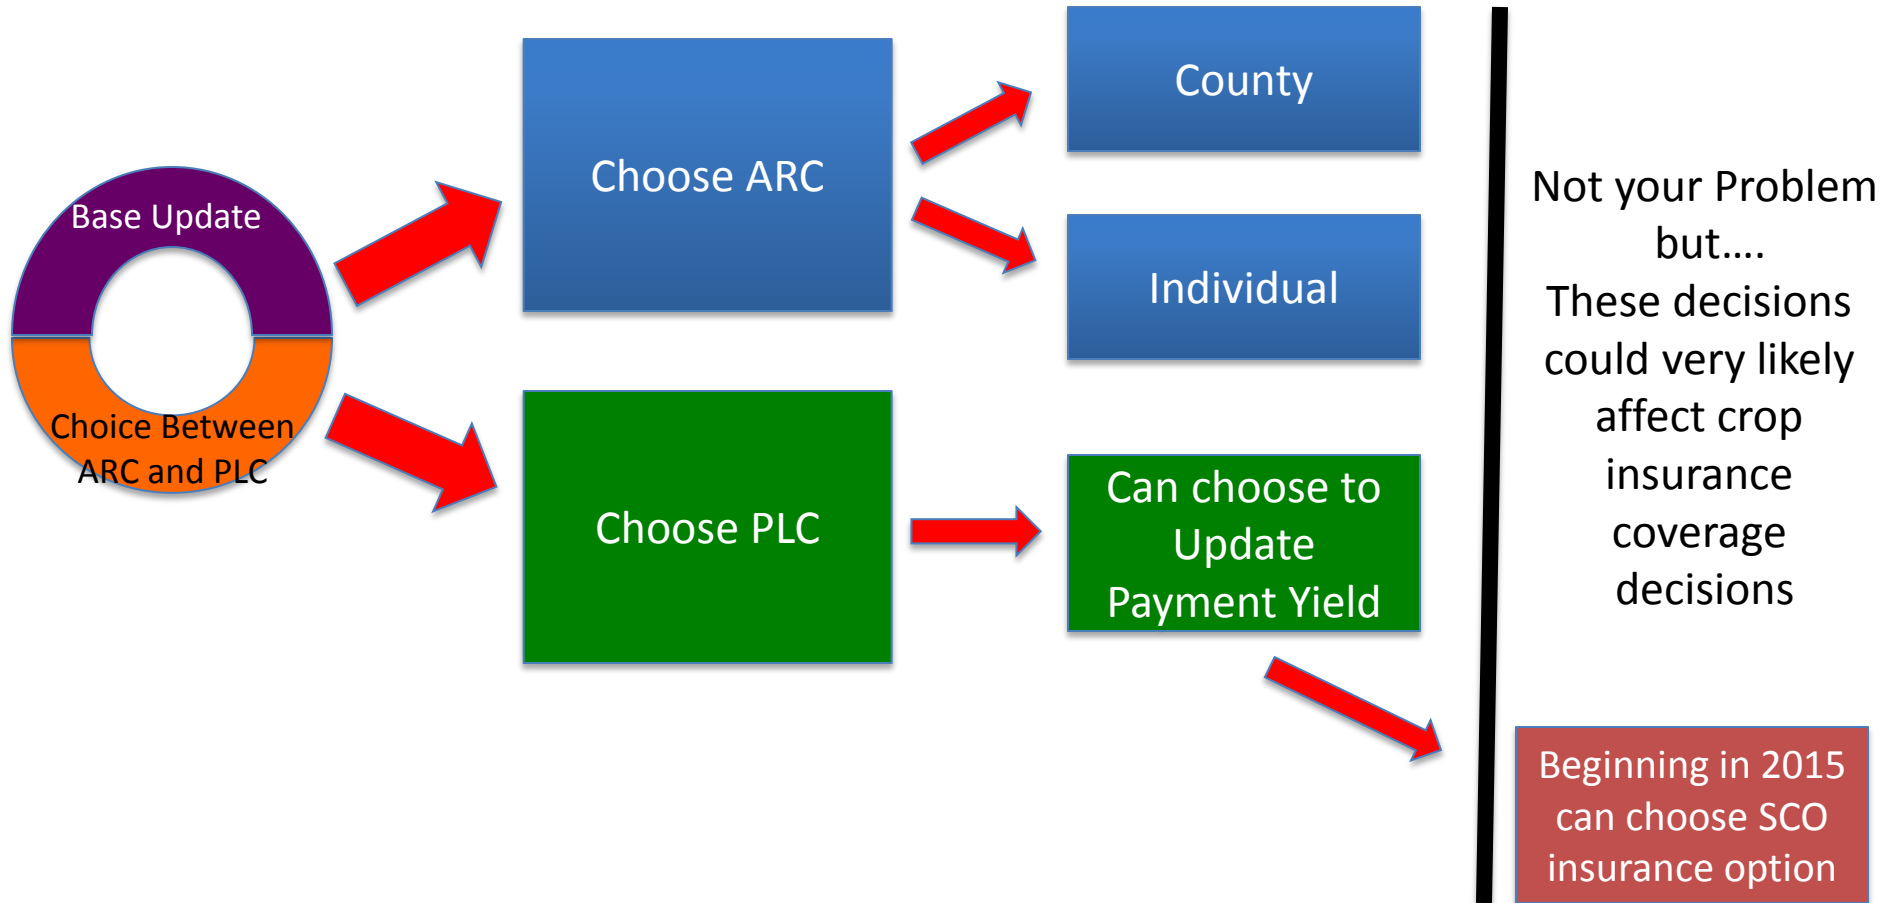 Base Update
Choice Between
ARC and PLC
Choose ARC
County
Individual
Choose PLC
Can choose to
Update
Payment Yield
Not your Problem
but....
These decisions
could very likely
affect crop
insurance
coverage
decisions
Beginning in 2015
can choose SCO
insurance option